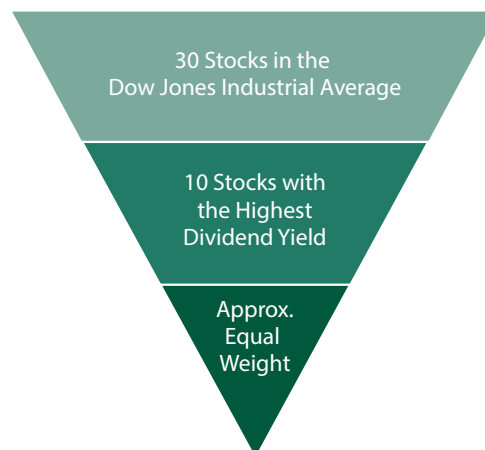 30 Stocks in the
Dow Jones Industrial Average
10 Stocks with
the Highest
Dividend Yield
Approx.
Equal
Weight